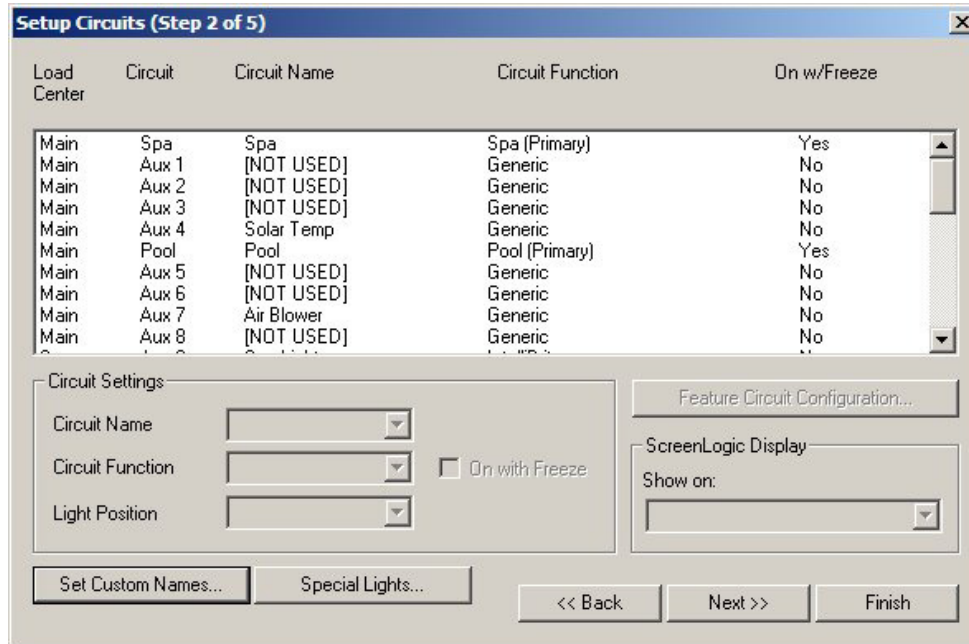 Setup Circuits (Step 2 of 5)
Load Center Circuit Circuit Name Circuit Function On w/Freeze
Main Spa Spa Spa (Primary) Yes
Main Aux 1 [NOT USED] Generic No
Main Aux 2 [NOT USED] Generic No
Main Aux 3 [NOT USED] Generic No
Main Aux 4 Solar Temp Generic No
Main Pool Pool Pool (Primary) Yes
Main Aux 5 [NOT USED] Generic No
Main Aux 6 [NOT USED] Generic No
Main Aux 7 Air Blower Generic No
Main Aux 8 [NOT USED] Generic No
Circuit Settings
Circuit Name
Circuit Function
On with Freeze
Light Position
Feature Circuit Configuration...
ScreenLogic Display
Show on:
Set Custom Names...
Special Lights...
<< Back
Next >>
Finish